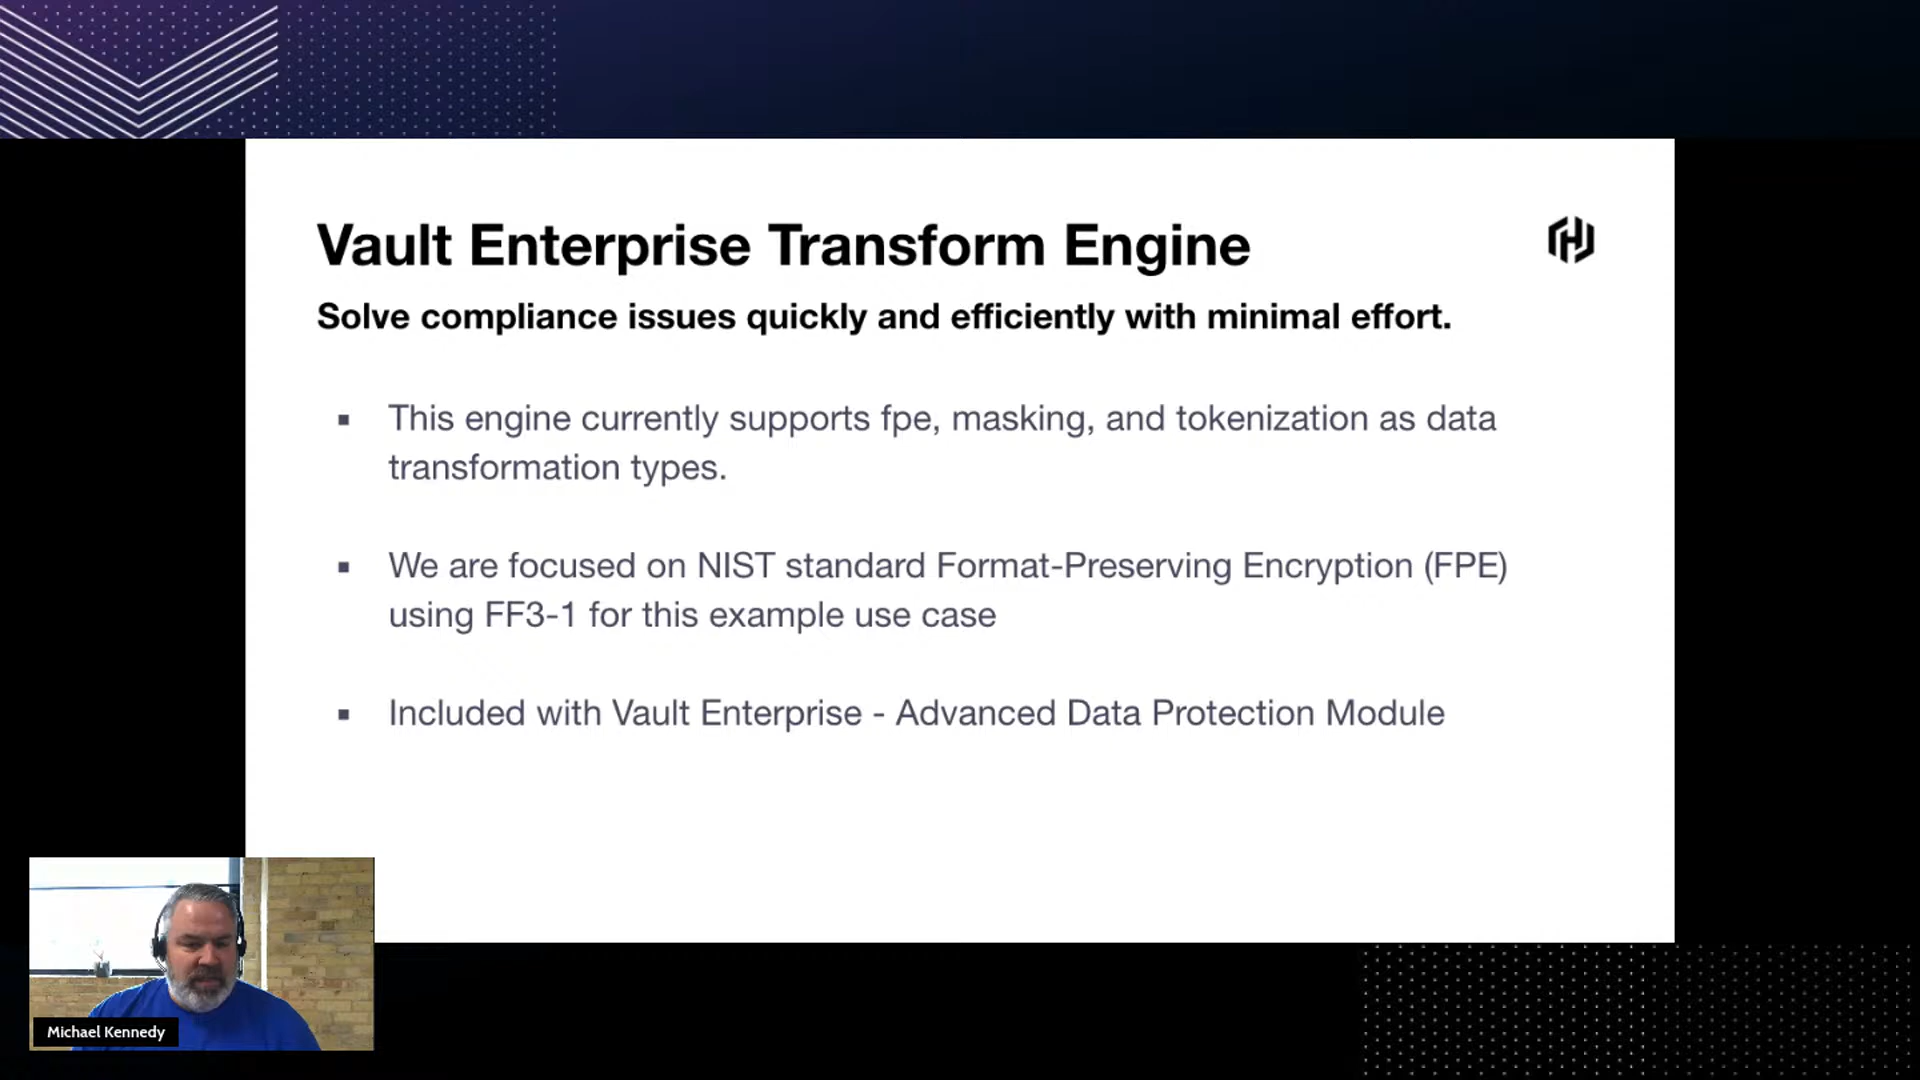 Vault Enterprise Transform Engine
Solve compliance issues quickly and efficiently with minimal effort.
▪ This engine currently supports fpe, masking, and tokenization as data
transformation types.
▪ We are focused on NIST standard Format-Preserving Encryption (FPE)
using FF3-1 for this example use case
▪ Included with Vault Enterprise - Advanced Data Protection Module
Michael Kennedy